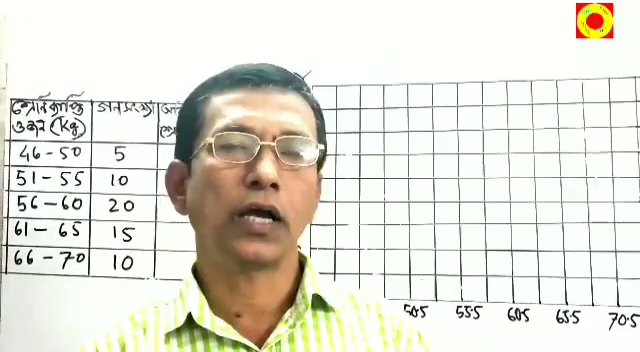 শ্রেনি ব্যাপ্তি গনসংখ্যা
ওজন (Kg)
46 - 50 5
51 - 55 10
56 - 60 20
61 - 65 15
66 - 70 10
50.5 55.5 60.5 65.5 70.5